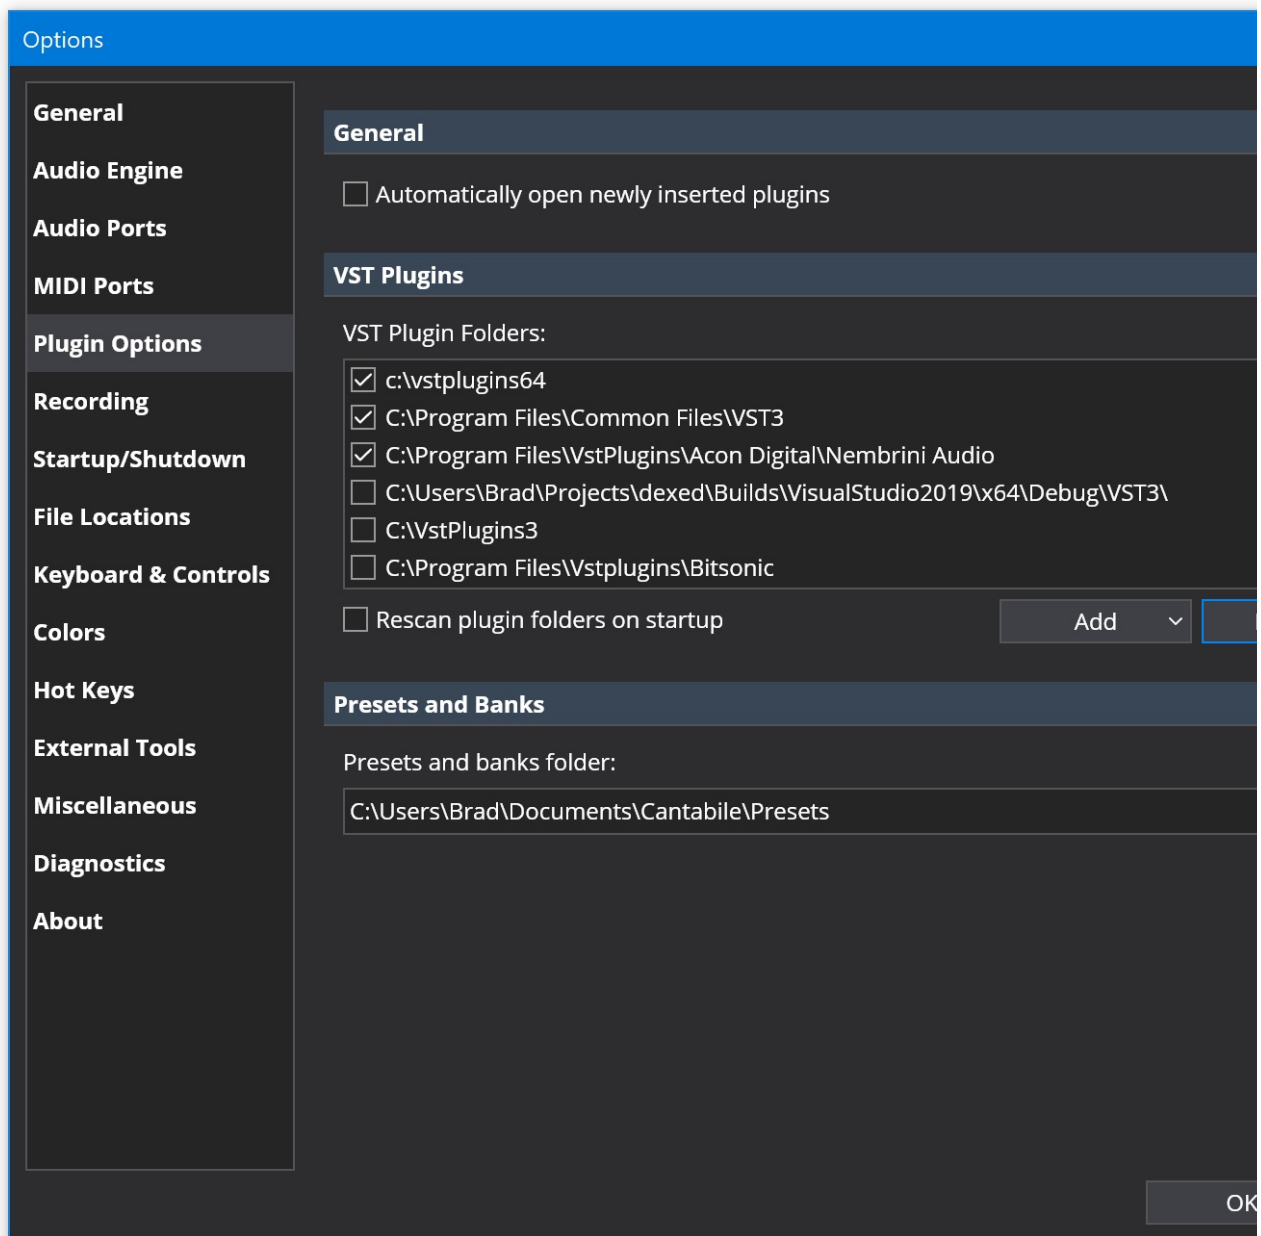 Options
General
Audio Engine
Audio Ports
MIDI Ports
Plugin Options
Recording
Startup/Shutdown
File Locations
Keyboard & Controls
Colors
Hot Keys
External Tools
Miscellaneous
Diagnostics
About
General
Automatically open newly inserted plugins
VST Plugins
VST Plugin Folders:
c:\vstplugins64
C:\Program Files\Common Files\VST3
C:\Program Files\VstPlugins\Acon Digital\Nembrini Audio
C:\Users\Brad\Projects\dexed\Builds\VisualStudio2019\x64\Debug\VST3\
C:\VstPlugins3
C:\Program Files\Vstplugins\Bitsonic
Rescan plugin folders on startup
Add
Presets and Banks
Presets and banks folder:
C:\Users\Brad\Documents\Cantabile\Presets
OK